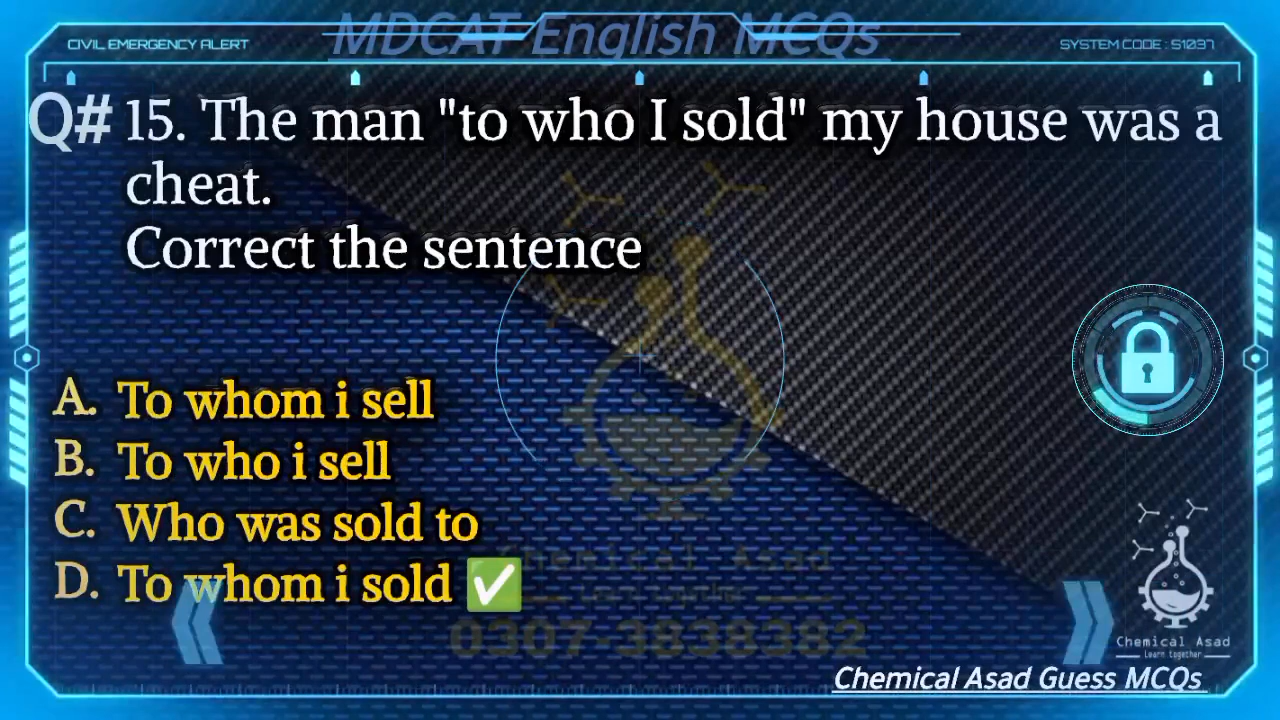 MDCAT English MCQs
CIVIL EMERGENCY ALERT
SYSTEM CODE : S1037
Q# 15. The man "to who I sold" my house was a
cheat.
Correct the sentence
A. To whom i sell
B. To who i sell
C. Who was sold to
D. To whom i sold ✅
Chemical Asad
Learn together
0307-3838382
Chemical Asad
Learn together
Chemical Asad Guess MCQs